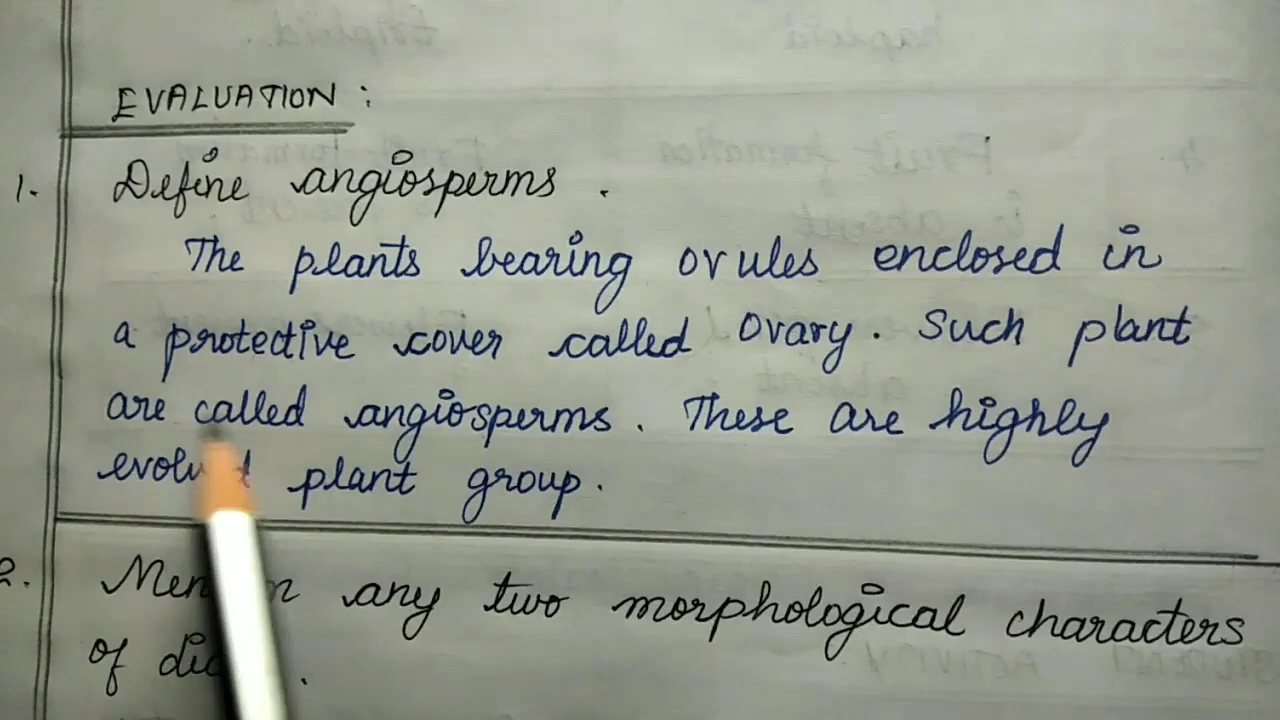 EVALUATION :
1. Define angiosperms .
The plants bearing ovules enclosed in
a protective cover called Ovary. Such plant
are called angiosperms. These are highly
plant group.
2. any two morphological characters
of